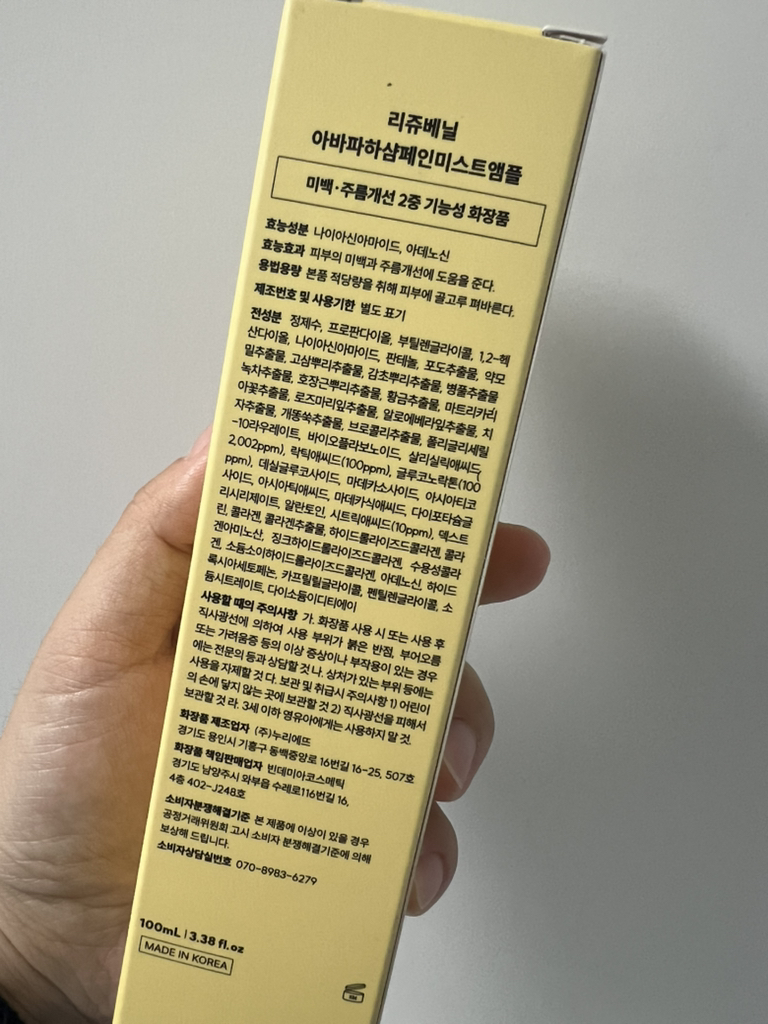 리쥬베닐
아바파하샴페인미스트앰플
미백·주름개선 2중 기능성 화장품
효능성분 나이아신아마이드, 아데노신
효능효과 피부의 미백과 주름개선에 도움을 준다.
용법용량 본품 적당량을 취해 피부에 골고루 펴바른다.
제조번호 및 사용기한 별도 표기
전성분 정제수, 프로판다이올, 부틸렌글라이콜, 1,2-헥
산다이올, 나이아신아마이드, 판테놀, 포도추출물, 약모
밀추출물, 고삼뿌리추출물, 감초뿌리추출물, 병풀추출물
녹차추출물, 호장근뿌리추출물, 황금추출물, 마트리카리
아꽃추출물, 로즈마리잎추출물, 알로에베라잎추출물, 치
자추출물, 개똥쑥추출물, 브로콜리추출물, 폴리글리세릴
-10라우레이트, 바이오플라보노이드, 살리실릭애씨드(
2,002ppm), 락틱애씨드(100ppm), 글루코노락톤(100
ppm), 데실글루코사이드, 마데카소사이드, 아시아티코
사이드, 아시아틱애씨드, 마데카식애씨드, 다이포타슘글
리시리제이트, 알란토인, 시트릭애씨드(10ppm), 덱스트
린, 콜라겐, 콜라겐추출물, 하이드롤라이즈드콜라겐, 콜라
겐아미노산, 징크하이드롤라이즈드콜라겐, 수용성콜라
겐, 소듐소이하이드롤라이즈드콜라겐, 아데노신, 하이드
록시아세토페논, 카프릴릴글라이콜, 펜틸렌글라이콜, 소
듐시트레이트, 다이소듐이디티에이
사용할 때의 주의사항 가. 화장품 사용 시 또는 사용 후
직사광선에 의하여 사용 부위가 붉은 반점, 부어오름
또는 가려움증 등의 이상 증상이나 부작용이 있는 경우
에는 전문의 등과 상담할 것 나. 상처가 있는 부위 등에는
사용을 자제할 것 다. 보관 및 취급시 주의사항 1) 어린이
의 손에 닿지 않는 곳에 보관할 것 2) 직사광선을 피해서
보관할 것 라. 3세 이하 영유아에게는 사용하지 말 것.
화장품 제조업자 (주)누리에뜨
경기도 용인시 기흥구 동백중앙로 16번길 16-25, 507호
화장품 책임판매업자 빈데미아코스메틱
경기도 남양주시 와부읍 수레로116번길 16,
4층 402-J248호
소비자분쟁해결기준 본 제품에 이상이 있을 경우
공정거래위원회 고시 소비자 분쟁해결기준에 의해
보상해 드립니다.
소비자상담실번호 070-8983-6279
100mL | 3.38 fl.oz
MADE IN KOREA